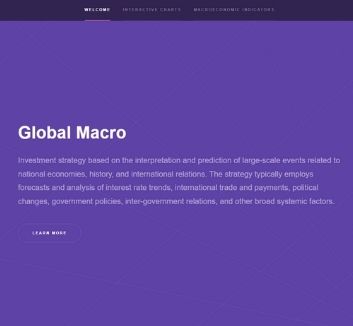 WELCOME INTERACTIVE CHARTS MACROECONOMIC INDICATORS
Global Macro
Investment strategy based on the interpretation and prediction of large-scale events related to
national economies, history, and international relations. The strategy typically employs
forecasts and analysis of interest rate trends, international trade and payments, political
changes, government policies, inter-government relations, and other broad systemic factors.
LEARN MORE